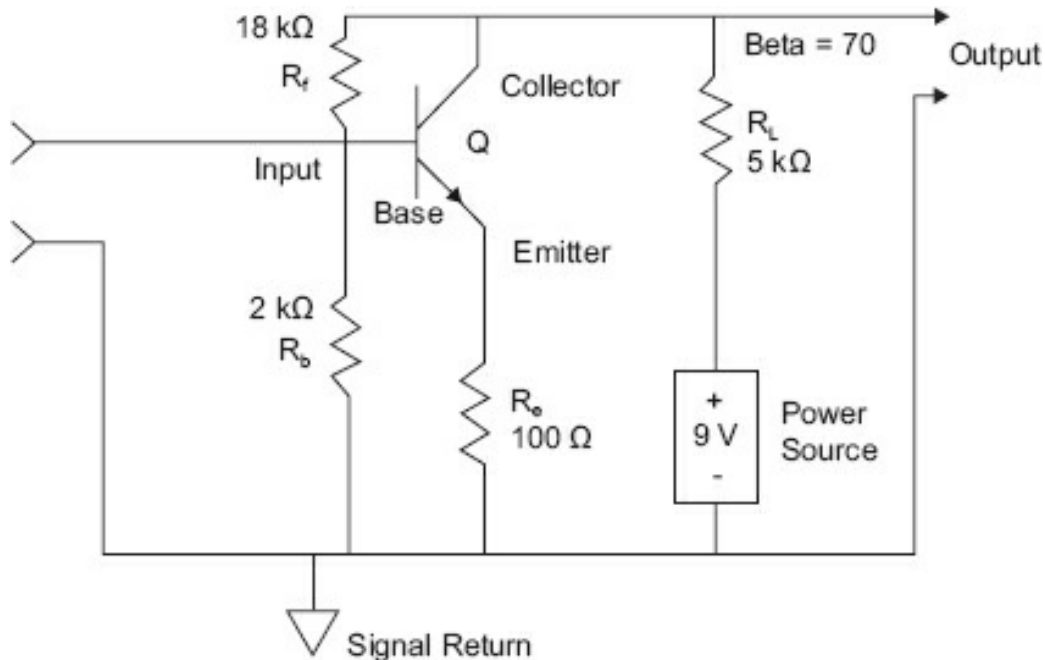 18 kΩ
Rf
Collector
Beta = 70
Output
RL
5 kΩ
Q
Input
Base
Emitter
2 kΩ
Rb
Re
100 Ω
+
9 V
-
Power
Source
Signal Return